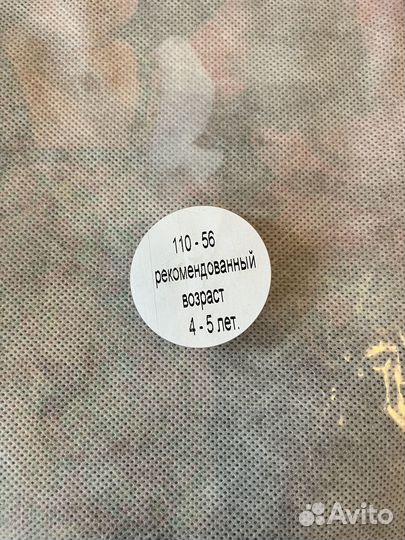 110 - 56
рекомендованный
возраст
4 - 5 лет.
Avito